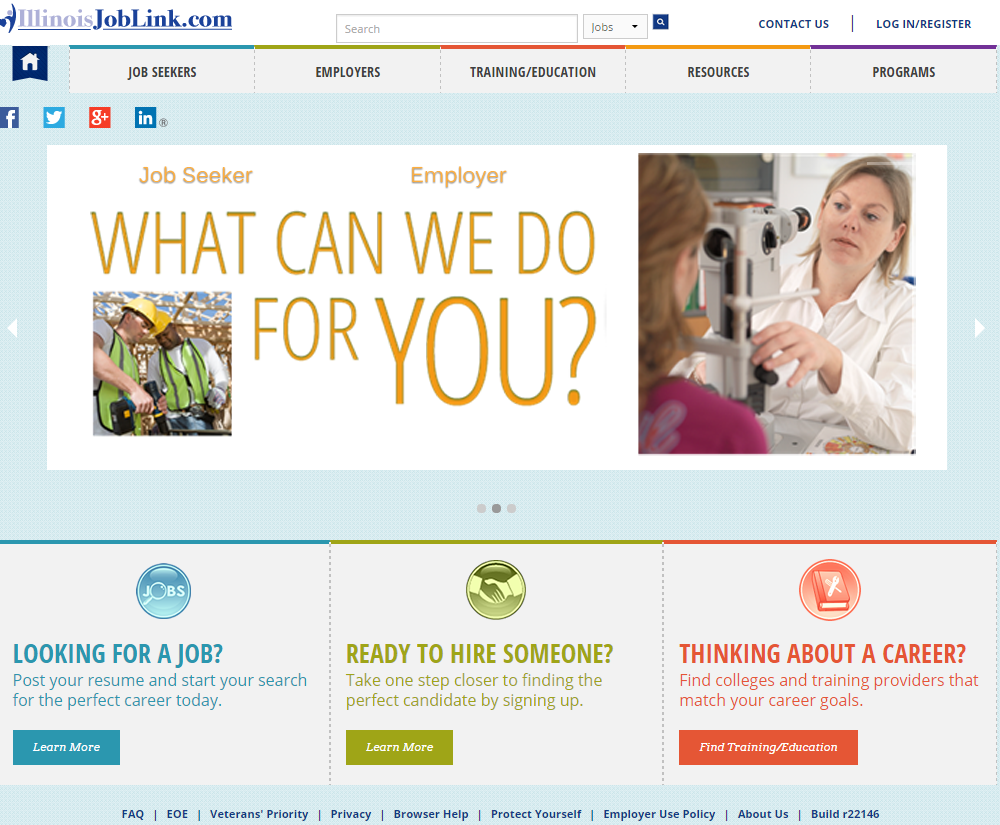 IllinoisJobLink.com
Search
Jobs
CONTACT US | LOG IN/REGISTER
JOB SEEKERS
EMPLOYERS
TRAINING/EDUCATION
RESOURCES
PROGRAMS
f
g+
in ®
Job Seeker
Employer
WHAT CAN WE DO
FOR YOU?
JOBS
LOOKING FOR A JOB?
Post your resume and start your search
for the perfect career today.
Learn More
READY TO HIRE SOMEONE?
Take one step closer to finding the
perfect candidate by signing up.
Learn More
THINKING ABOUT A CAREER?
Find colleges and training providers that
match your career goals.
Find Training/Education
FAQ | EOE | Veterans' Priority | Privacy | Browser Help | Protect Yourself | Employer Use Policy | About Us | Build r22146